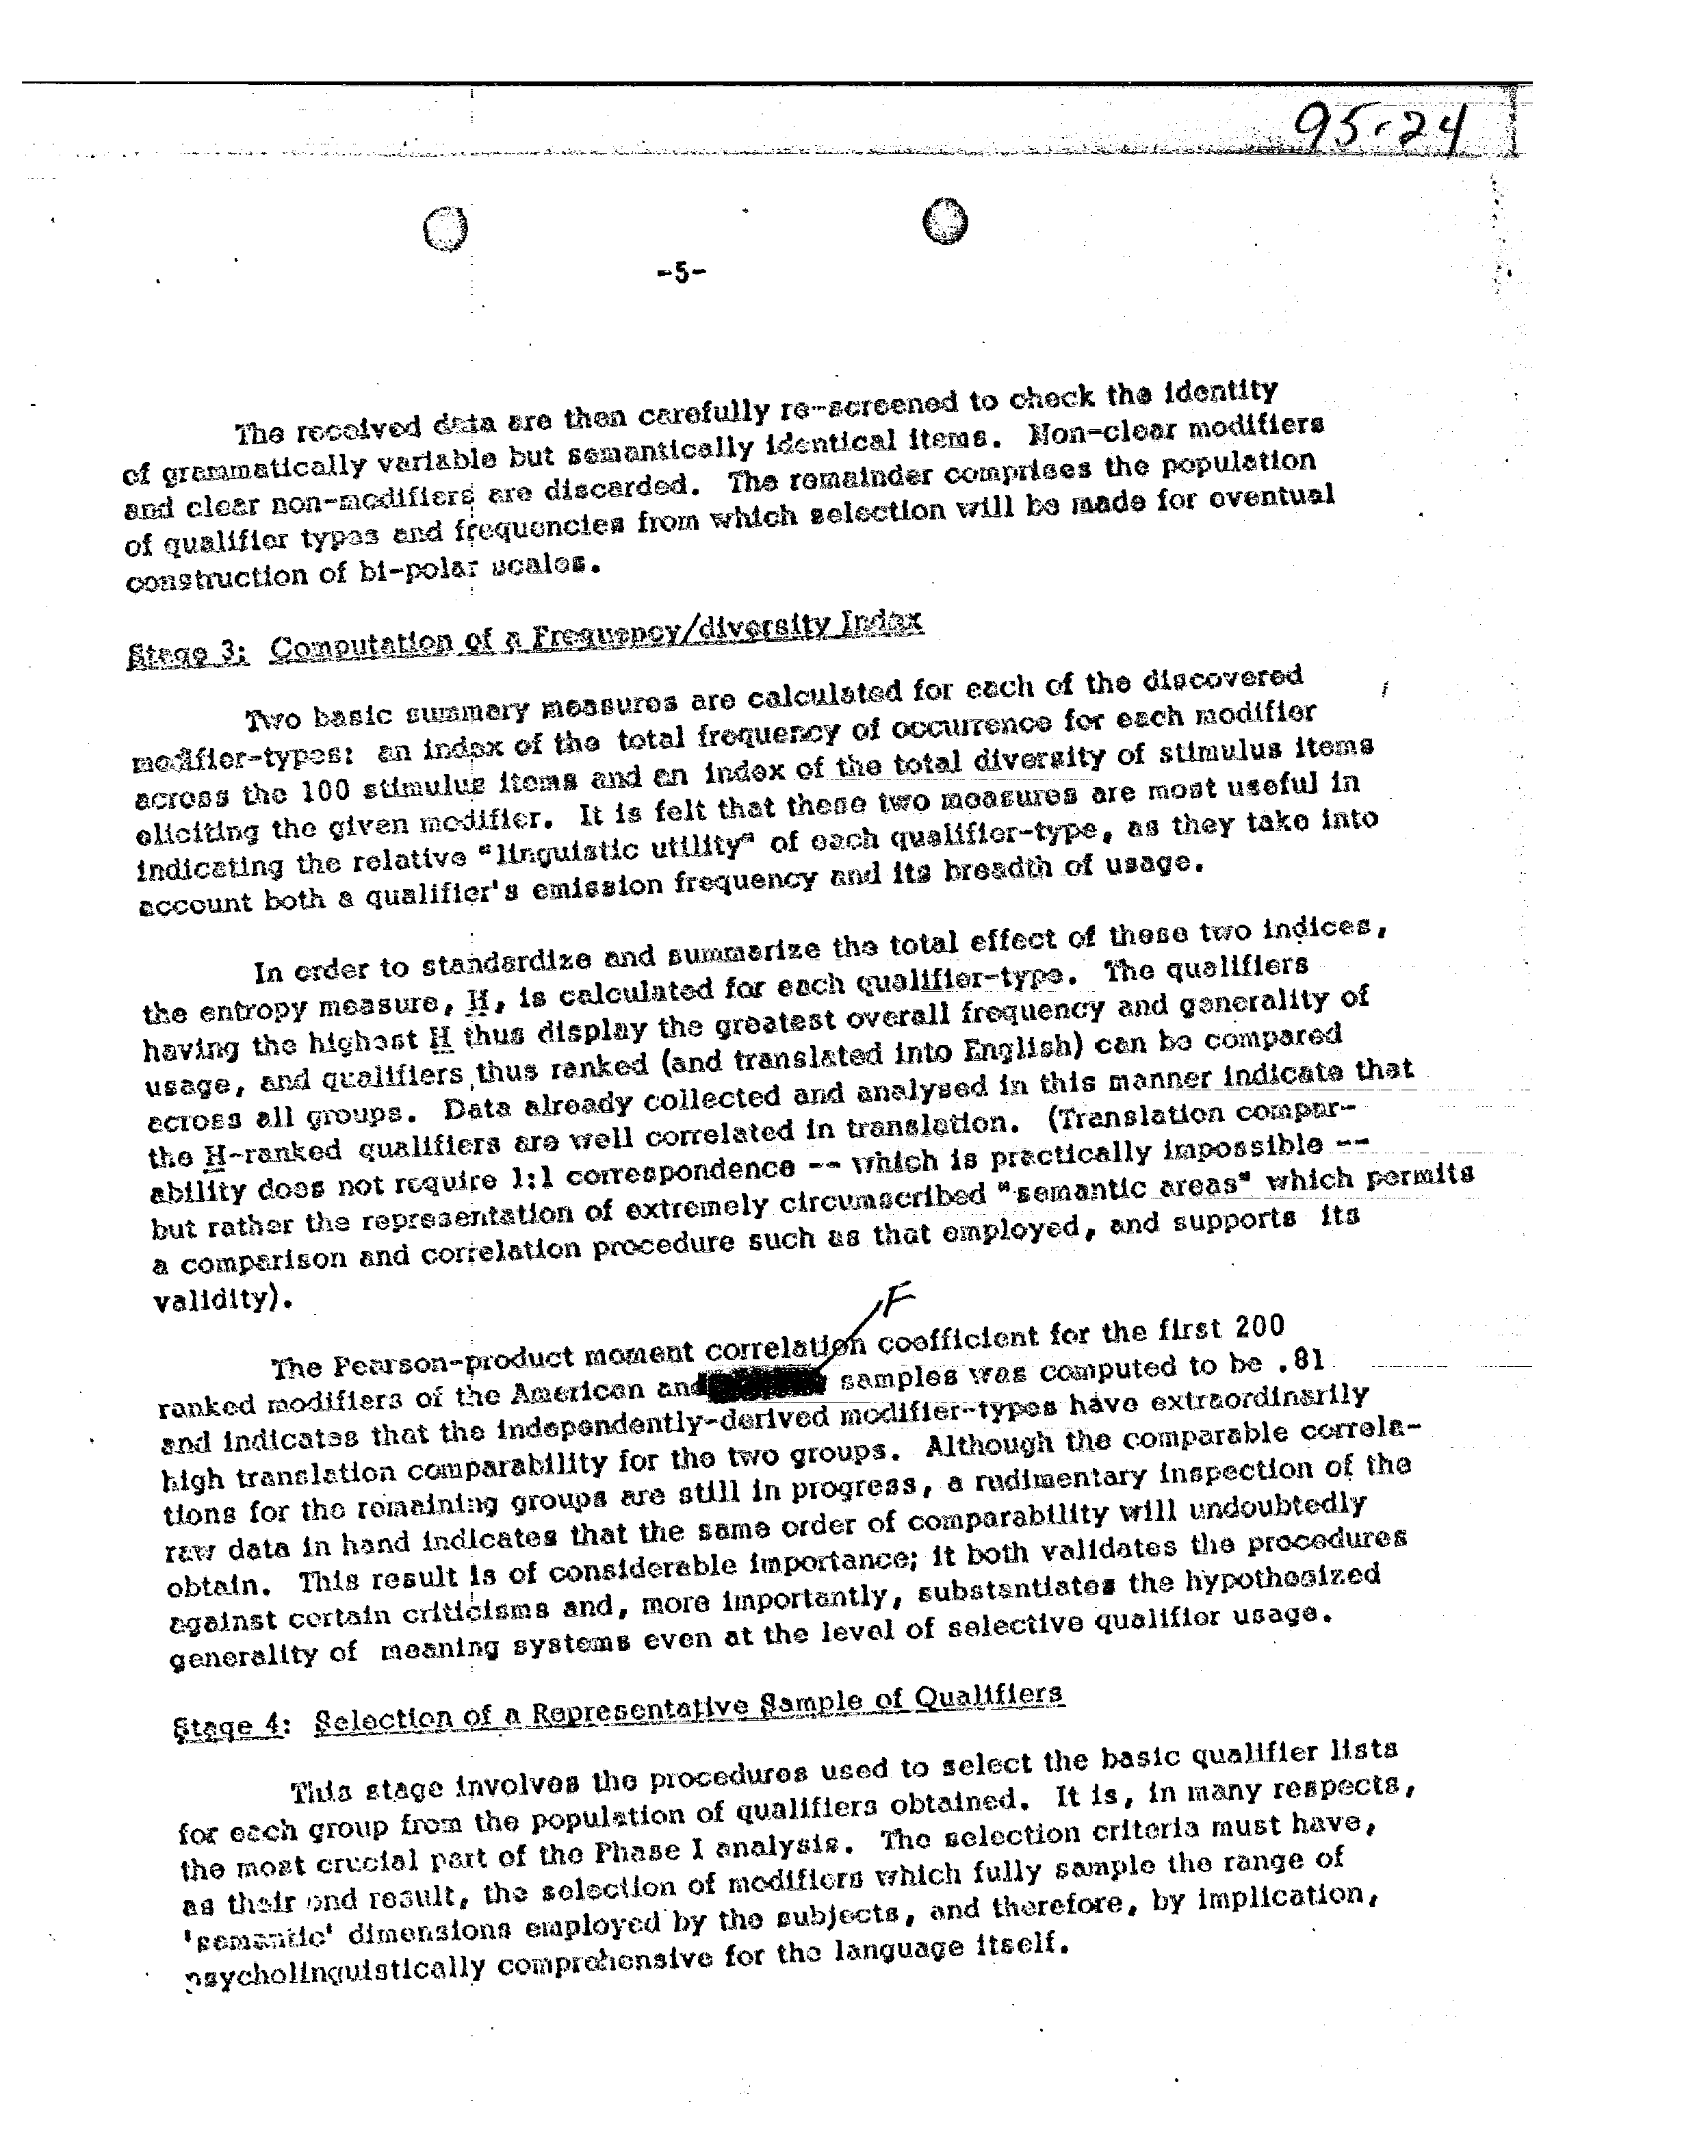 95-24
-5-
The received data are then carefully re-screened to check the identity
of grammatically variable but semantically identical items. Non-clear modifiers
and clear non-modifiers are discarded. The remainder comprises the population
of qualifier types and frequencies from which selection will be made for eventual
construction of bi-polar scales.
Stage 3: Computation of a Frequency/diversity Index
Two basic summary measures are calculated for each of the discovered
modifier-types: an index of the total frequency of occurrence for each modifier
across the 100 stimulus items and an index of the total diversity of stimulus items
eliciting the given modifier. It is felt that these two measures are most useful in
indicating the relative "linguistic utility" of each qualifier-type, as they take into
account both a qualifier's emission frequency and its breadth of usage.
In order to standardize and summarize the total effect of these two indices,
the entropy measure, H, is calculated for each qualifier-type. The qualifiers
having the highest H thus display the greatest overall frequency and generality of
usage, and qualifiers thus ranked (and translated into English) can be compared
across all groups. Data already collected and analysed in this manner indicate that
the H-ranked qualifiers are well correlated in translation. (Translation compar-
ability does not require 1:1 correspondence -- which is practically impossible --
but rather the representation of extremely circumscribed "semantic areas" which permits
a comparison and correlation procedure such as that employed, and supports its
validity).
F
The Pearson-product moment correlation coefficient for the first 200
ranked modifiers of the American and samples was computed to be .81
and indicates that the independently-derived modifier-types have extraordinarily
high translation comparability for the two groups. Although the comparable correla-
tions for the remaining groups are still in progress, a rudimentary inspection of the
raw data in hand indicates that the same order of comparability will undoubtedly
obtain. This result is of considerable importance; it both validates the procedures
against certain criticisms and, more importantly, substantiates the hypothesized
generality of meaning systems even at the level of selective qualifier usage.
Stage 4: Selection of a Representative Sample of Qualifiers
This stage involves the procedures used to select the basic qualifier lists
for each group from the population of qualifiers obtained. It is, in many respects,
the most crucial part of the Phase I analysis. The selection criteria must have,
as their end result, the selection of modifiers which fully sample the range of
'semantic' dimensions employed by the subjects, and therefore, by implication,
psycholinguistically comprehensive for the language itself.